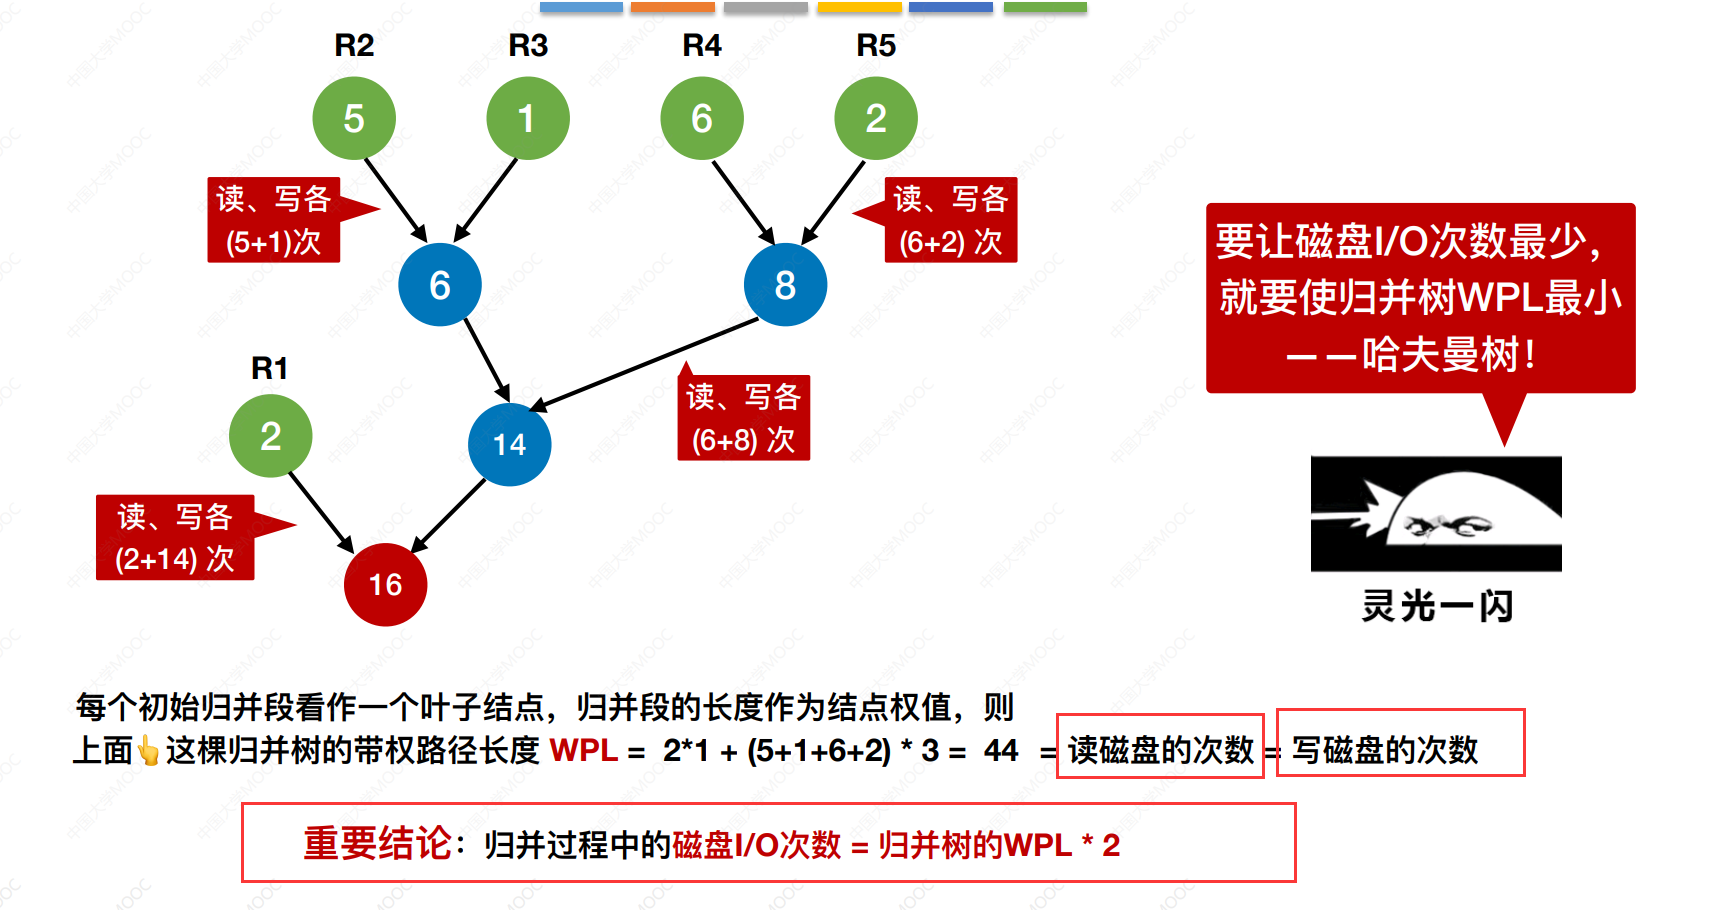 R2
R3
R4
R5
5
1
6
2
读、写各
(5+1)次
读、写各
(6+2) 次
6
8
R1
2
14
读、写各
(6+8) 次
读、写各
(2+14) 次
16
要让磁盘I/O次数最少，
就要使归并树WPL最小
——哈夫曼树！
灵光一闪
每个初始归并段看作一个叶子结点，归并段的长度作为结点权值，则
上面👆这棵归并树的带权路径长度 WPL = 2*1 + (5+1+6+2) * 3 = 44 = 读磁盘的次数 = 写磁盘的次数
重要结论：归并过程中的磁盘I/O次数 = 归并树的WPL * 2
中国大学MOOC